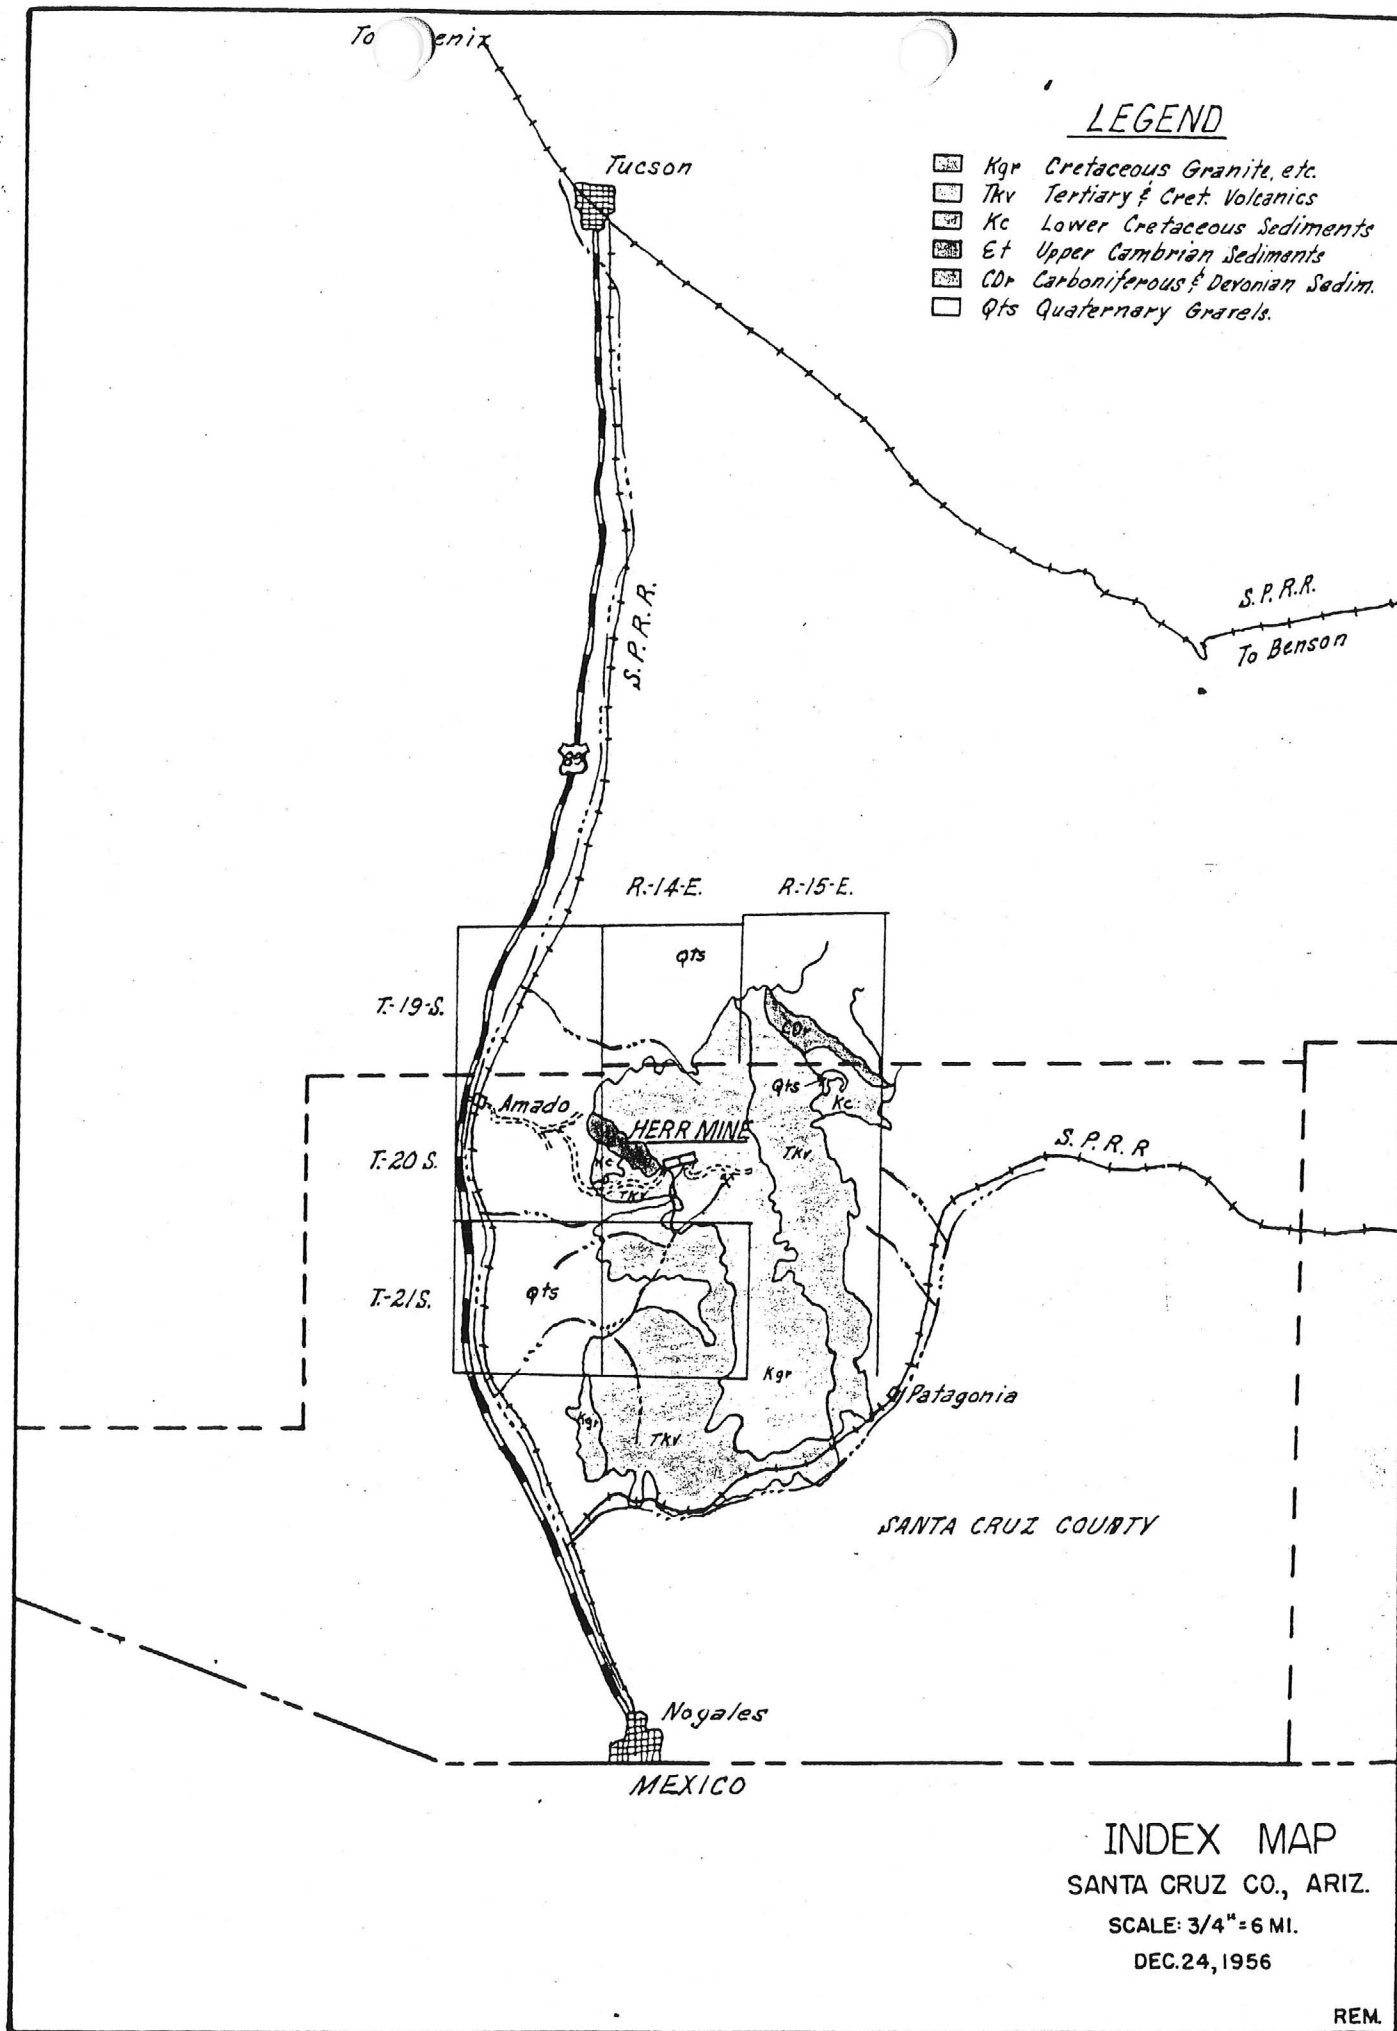 To enix
Tucson
LEGEND
Kgr Cretaceous Granite, etc.
Tkv Tertiary & Cret. Volcanics
Kc Lower Cretaceous Sediments
Єt Upper Cambrian Sediments
CDr Carboniferous & Devonian Sedim.
Qts Quaternary Gravels.
S.P.R.R.
S.P.R.R.
To Benson
89
R.-14-E.
R.-15-E.
Qts
T.-19-S.
CDr
Qts
Kc
Amado
HERR MINE
S.P.R.R
T.-20 S.
Kc
TKv
TKv
T.-21S.
Qts
Kgr
Patagonia
Kgr
TKv
SANTA CRUZ COUNTY
Nogales
MEXICO
INDEX MAP
SANTA CRUZ CO., ARIZ.
SCALE: 3/4"=6 MI.
DEC.24,1956
REM.